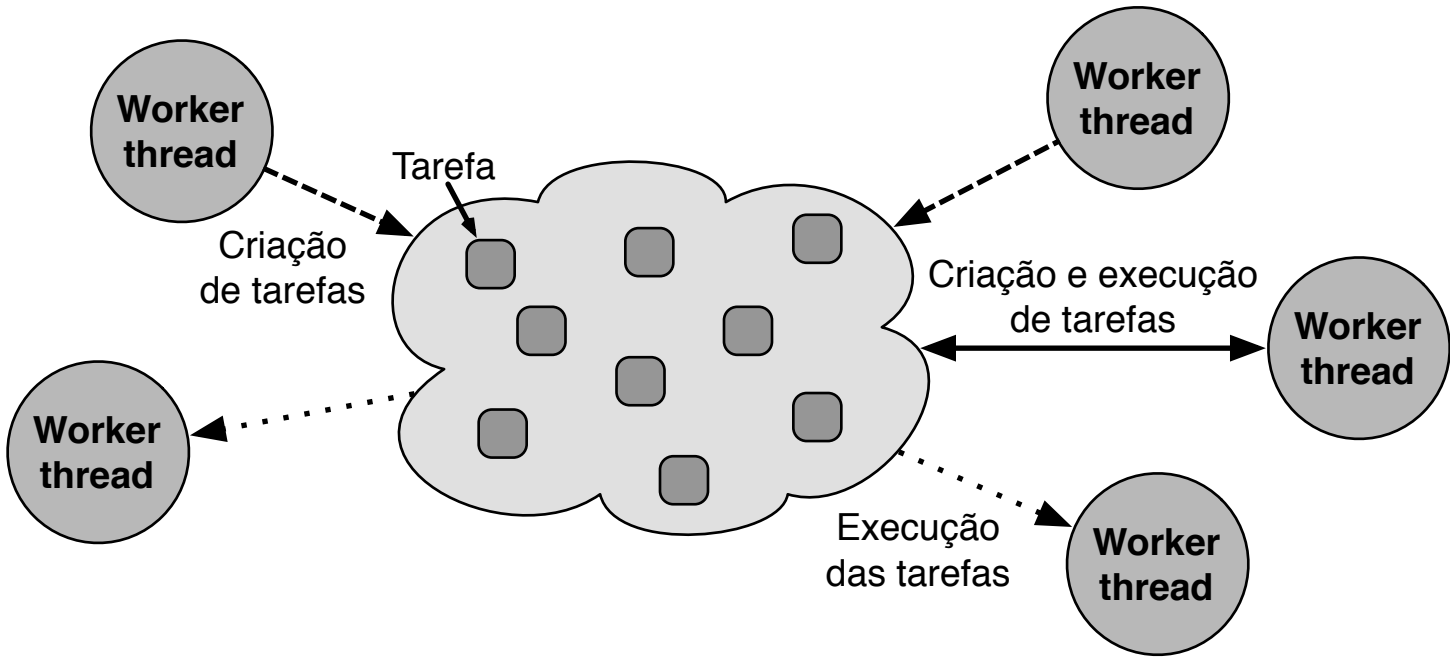 Worker
thread
Worker
thread
Tarefa
Criação
de tarefas
Criação e execução
de tarefas
Worker
thread
Worker
thread
Execução
das tarefas
Worker
thread